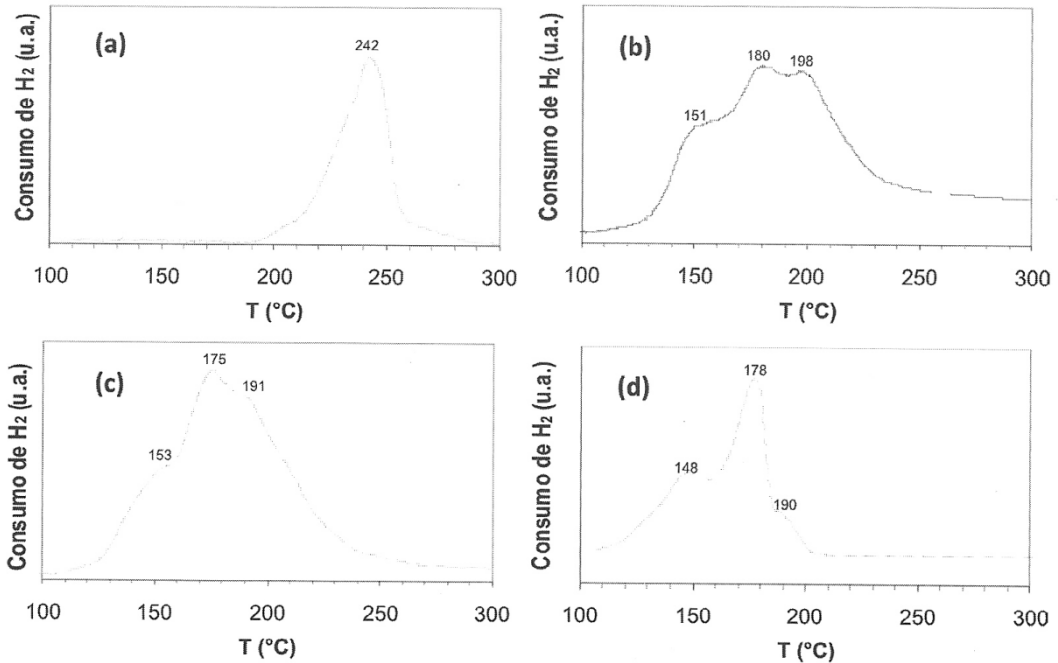 (a)
242
Consumo de H2 (u.a.)
100 150 200 250 300
T (°C)
(b)
151
180
198
Consumo de H2 (u.a.)
100 150 200 250 300
T (°C)
(c)
153
175
191
Consumo de H2 (u.a.)
100 150 200 250 300
T (°C)
(d)
148
178
190
Consumo de H2 (u.a.)
100 150 200 250 300
T (°C)